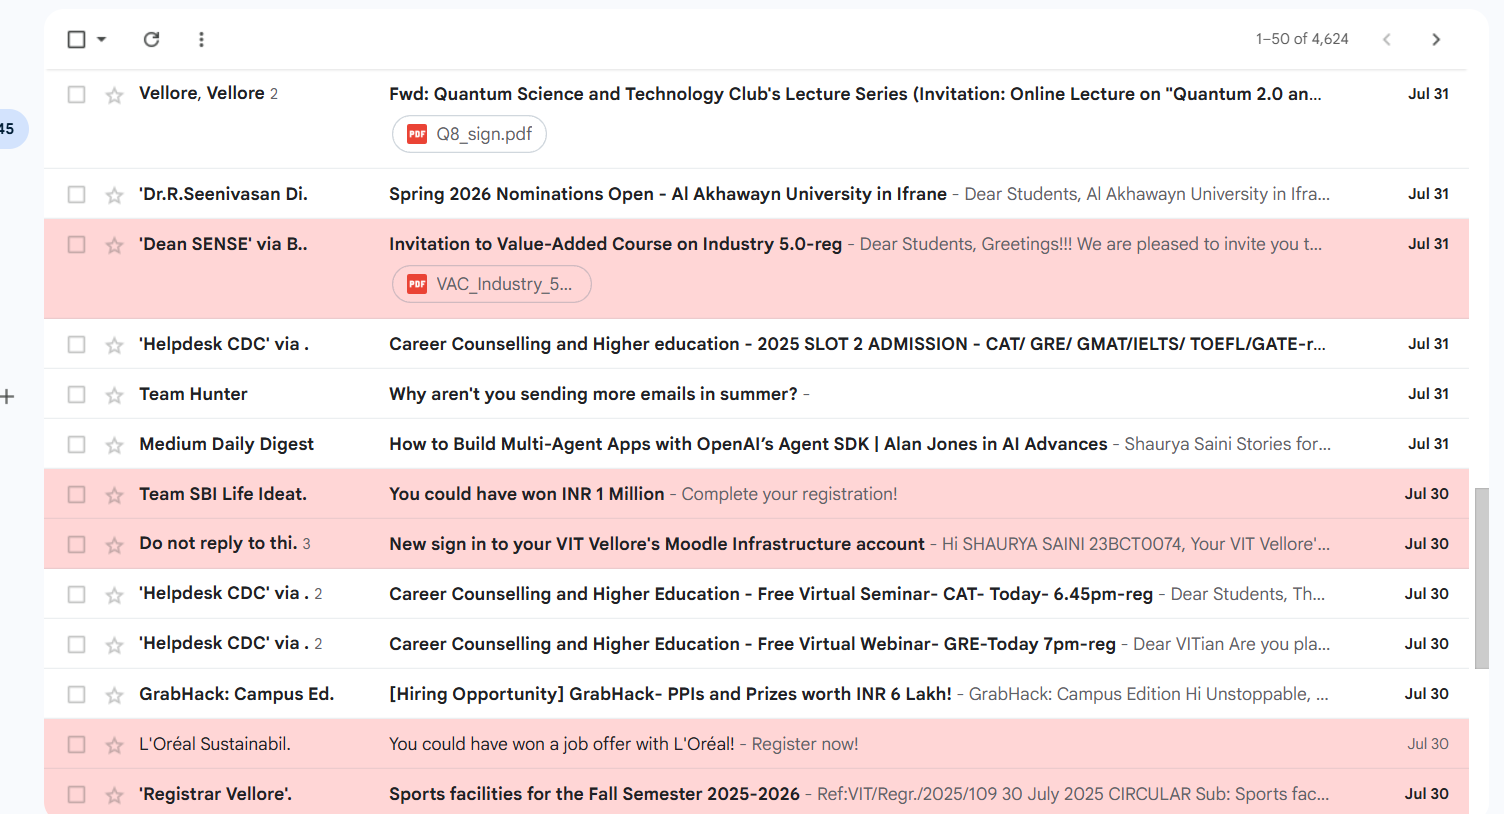 1–50 of 4,624
Vellore, Vellore 2 Fwd: Quantum Science and Technology Club's Lecture Series (Invitation: Online Lecture on "Quantum 2.0 an... Jul 31
PDF Q8_sign.pdf
45
'Dr.R.Seenivasan Di. Spring 2026 Nominations Open - Al Akhawayn University in Ifrane - Dear Students, Al Akhawayn University in Ifra... Jul 31
'Dean SENSE' via B.. Invitation to Value-Added Course on Industry 5.0-reg - Dear Students, Greetings!!! We are pleased to invite you t... Jul 31
PDF VAC_Industry_5...
'Helpdesk CDC' via . Career Counselling and Higher education - 2025 SLOT 2 ADMISSION - CAT/ GRE/ GMAT/IELTS/ TOEFL/GATE-r... Jul 31
Team Hunter Why aren't you sending more emails in summer? - Jul 31
Medium Daily Digest How to Build Multi-Agent Apps with OpenAI’s Agent SDK | Alan Jones in AI Advances - Shaurya Saini Stories for... Jul 31
Team SBI Life Ideat. You could have won INR 1 Million - Complete your registration! Jul 30
Do not reply to thi. 3 New sign in to your VIT Vellore's Moodle Infrastructure account - Hi SHAURYA SAINI 23BCT0074, Your VIT Vellore'... Jul 30
'Helpdesk CDC' via . 2 Career Counselling and Higher Education - Free Virtual Seminar- CAT- Today- 6.45pm-reg - Dear Students, Th... Jul 30
'Helpdesk CDC' via . 2 Career Counselling and Higher Education - Free Virtual Webinar- GRE-Today 7pm-reg - Dear VITian Are you pla... Jul 30
GrabHack: Campus Ed. [Hiring Opportunity] GrabHack- PPIs and Prizes worth INR 6 Lakh! - GrabHack: Campus Edition Hi Unstoppable, ... Jul 30
L'Oréal Sustainabil. You could have won a job offer with L'Oréal! - Register now! Jul 30
'Registrar Vellore'. Sports facilities for the Fall Semester 2025-2026 - Ref:VIT/Regr./2025/109 30 July 2025 CIRCULAR Sub: Sports fac... Jul 30